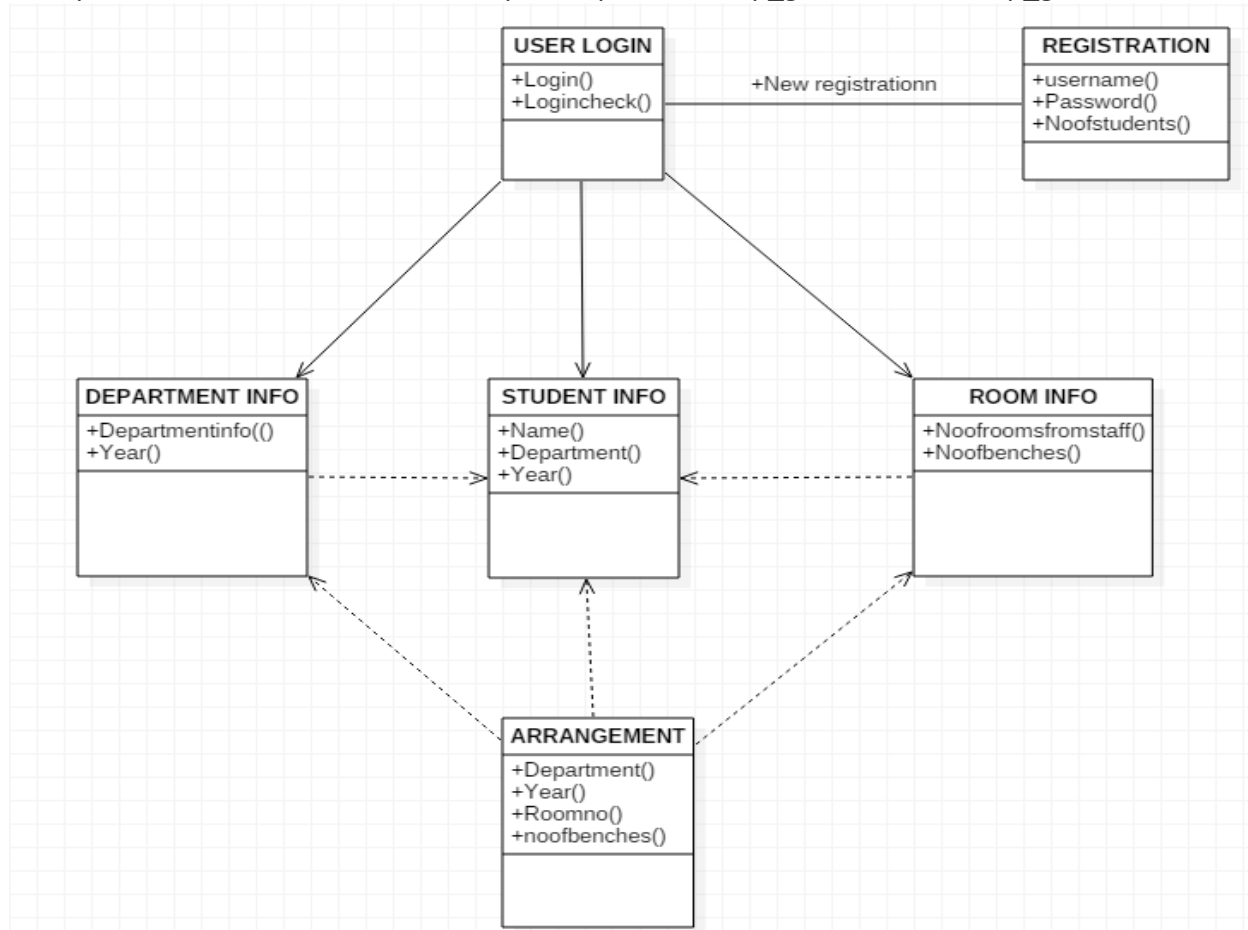 USER LOGIN
+Login()
+Logincheck()
+New registrationn
REGISTRATION
+username()
+Password()
+Noofstudents()
DEPARTMENT INFO
+Departmentinfo(()
+Year()
STUDENT INFO
+Name()
+Department()
+Year()
ROOM INFO
+Noofroomsfromstaff()
+Noofbenches()
ARRANGEMENT
+Department()
+Year()
+Roomno()
+noofbenches()